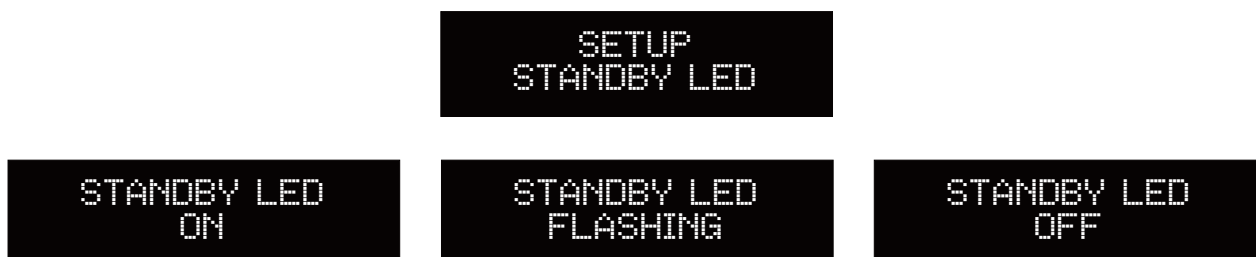 SETUP
STANDBY LED
STANDBY LED
ON
STANDBY LED
FLASHING
STANDBY LED
OFF